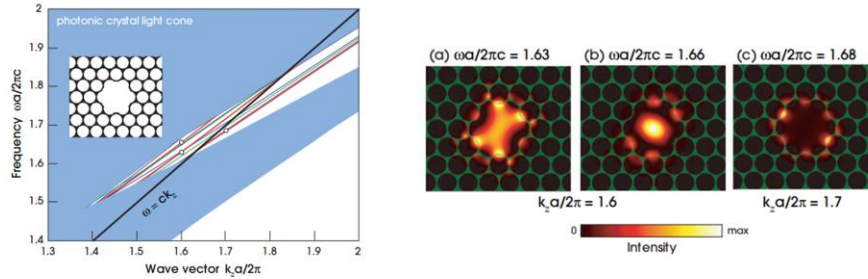 photonic crystal light cone
Frequency ωa/2πc
2
1.9
1.8
1.7
1.6
1.5
1.4
ω = ckz
1.3
1.4
1.5
1.6
1.7
1.8
1.9
2
Wave vector kza/2π
(a) ωa/2πc = 1.63
(b) ωa/2πc = 1.66
(c) ωa/2πc = 1.68
kza/2π = 1.6
kza/2π = 1.7
0
max
Intensity